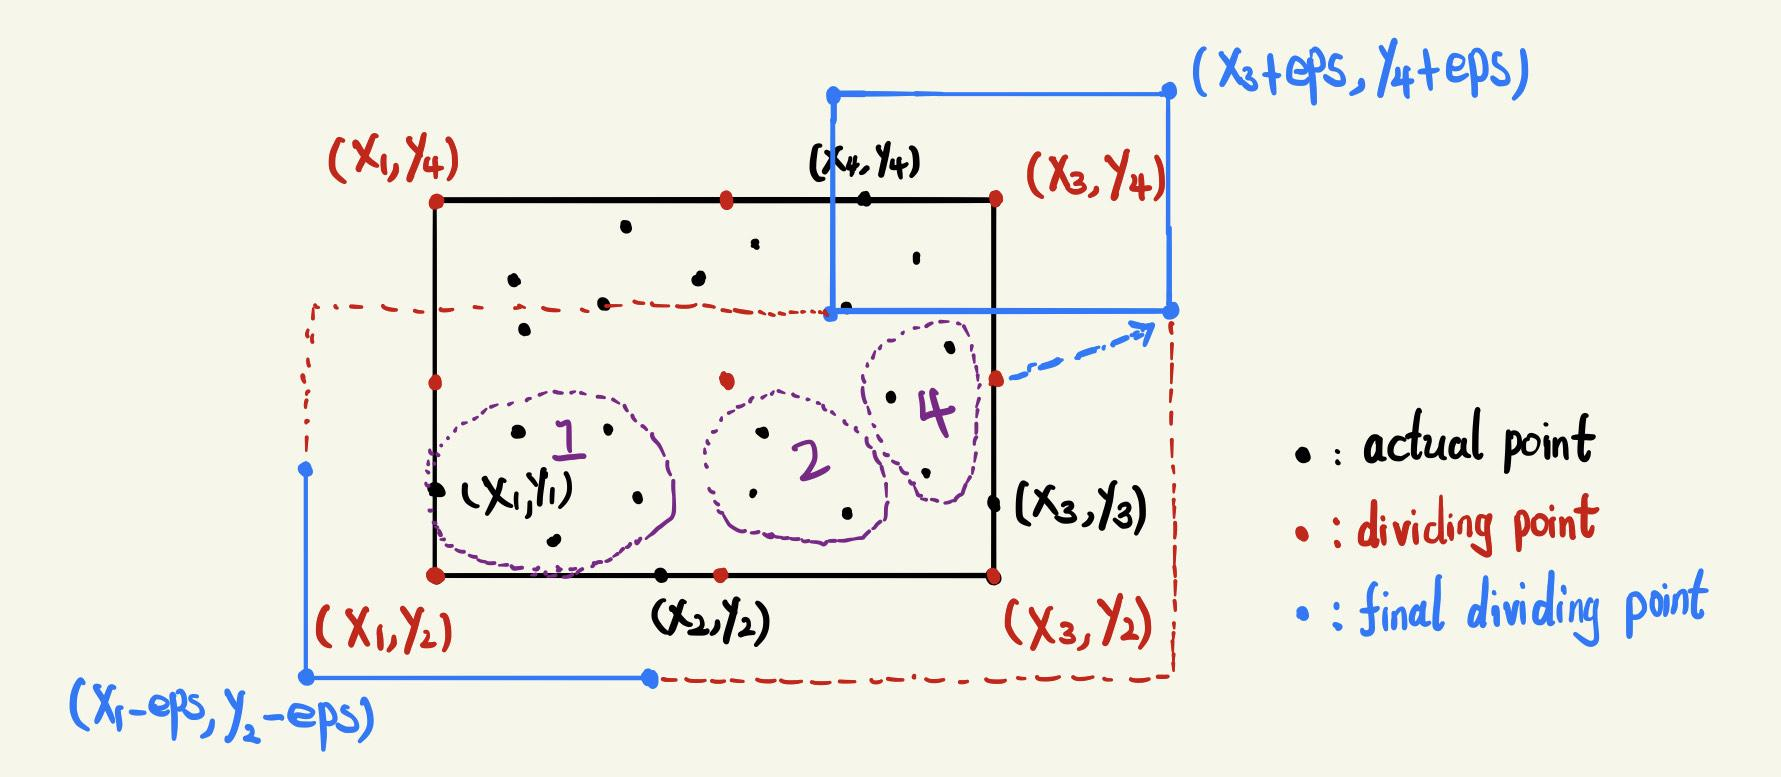 (X3+eps, Y4+eps)
(X1, Y4)
(X4, Y4)
(X3, Y4)
1
2
4
(X1, Y1)
(X3, Y3)
(X1, Y2)
(X2, Y2)
(X3, Y2)
(X1-eps, Y2-eps)
: actual point
: dividing point
: final dividing point